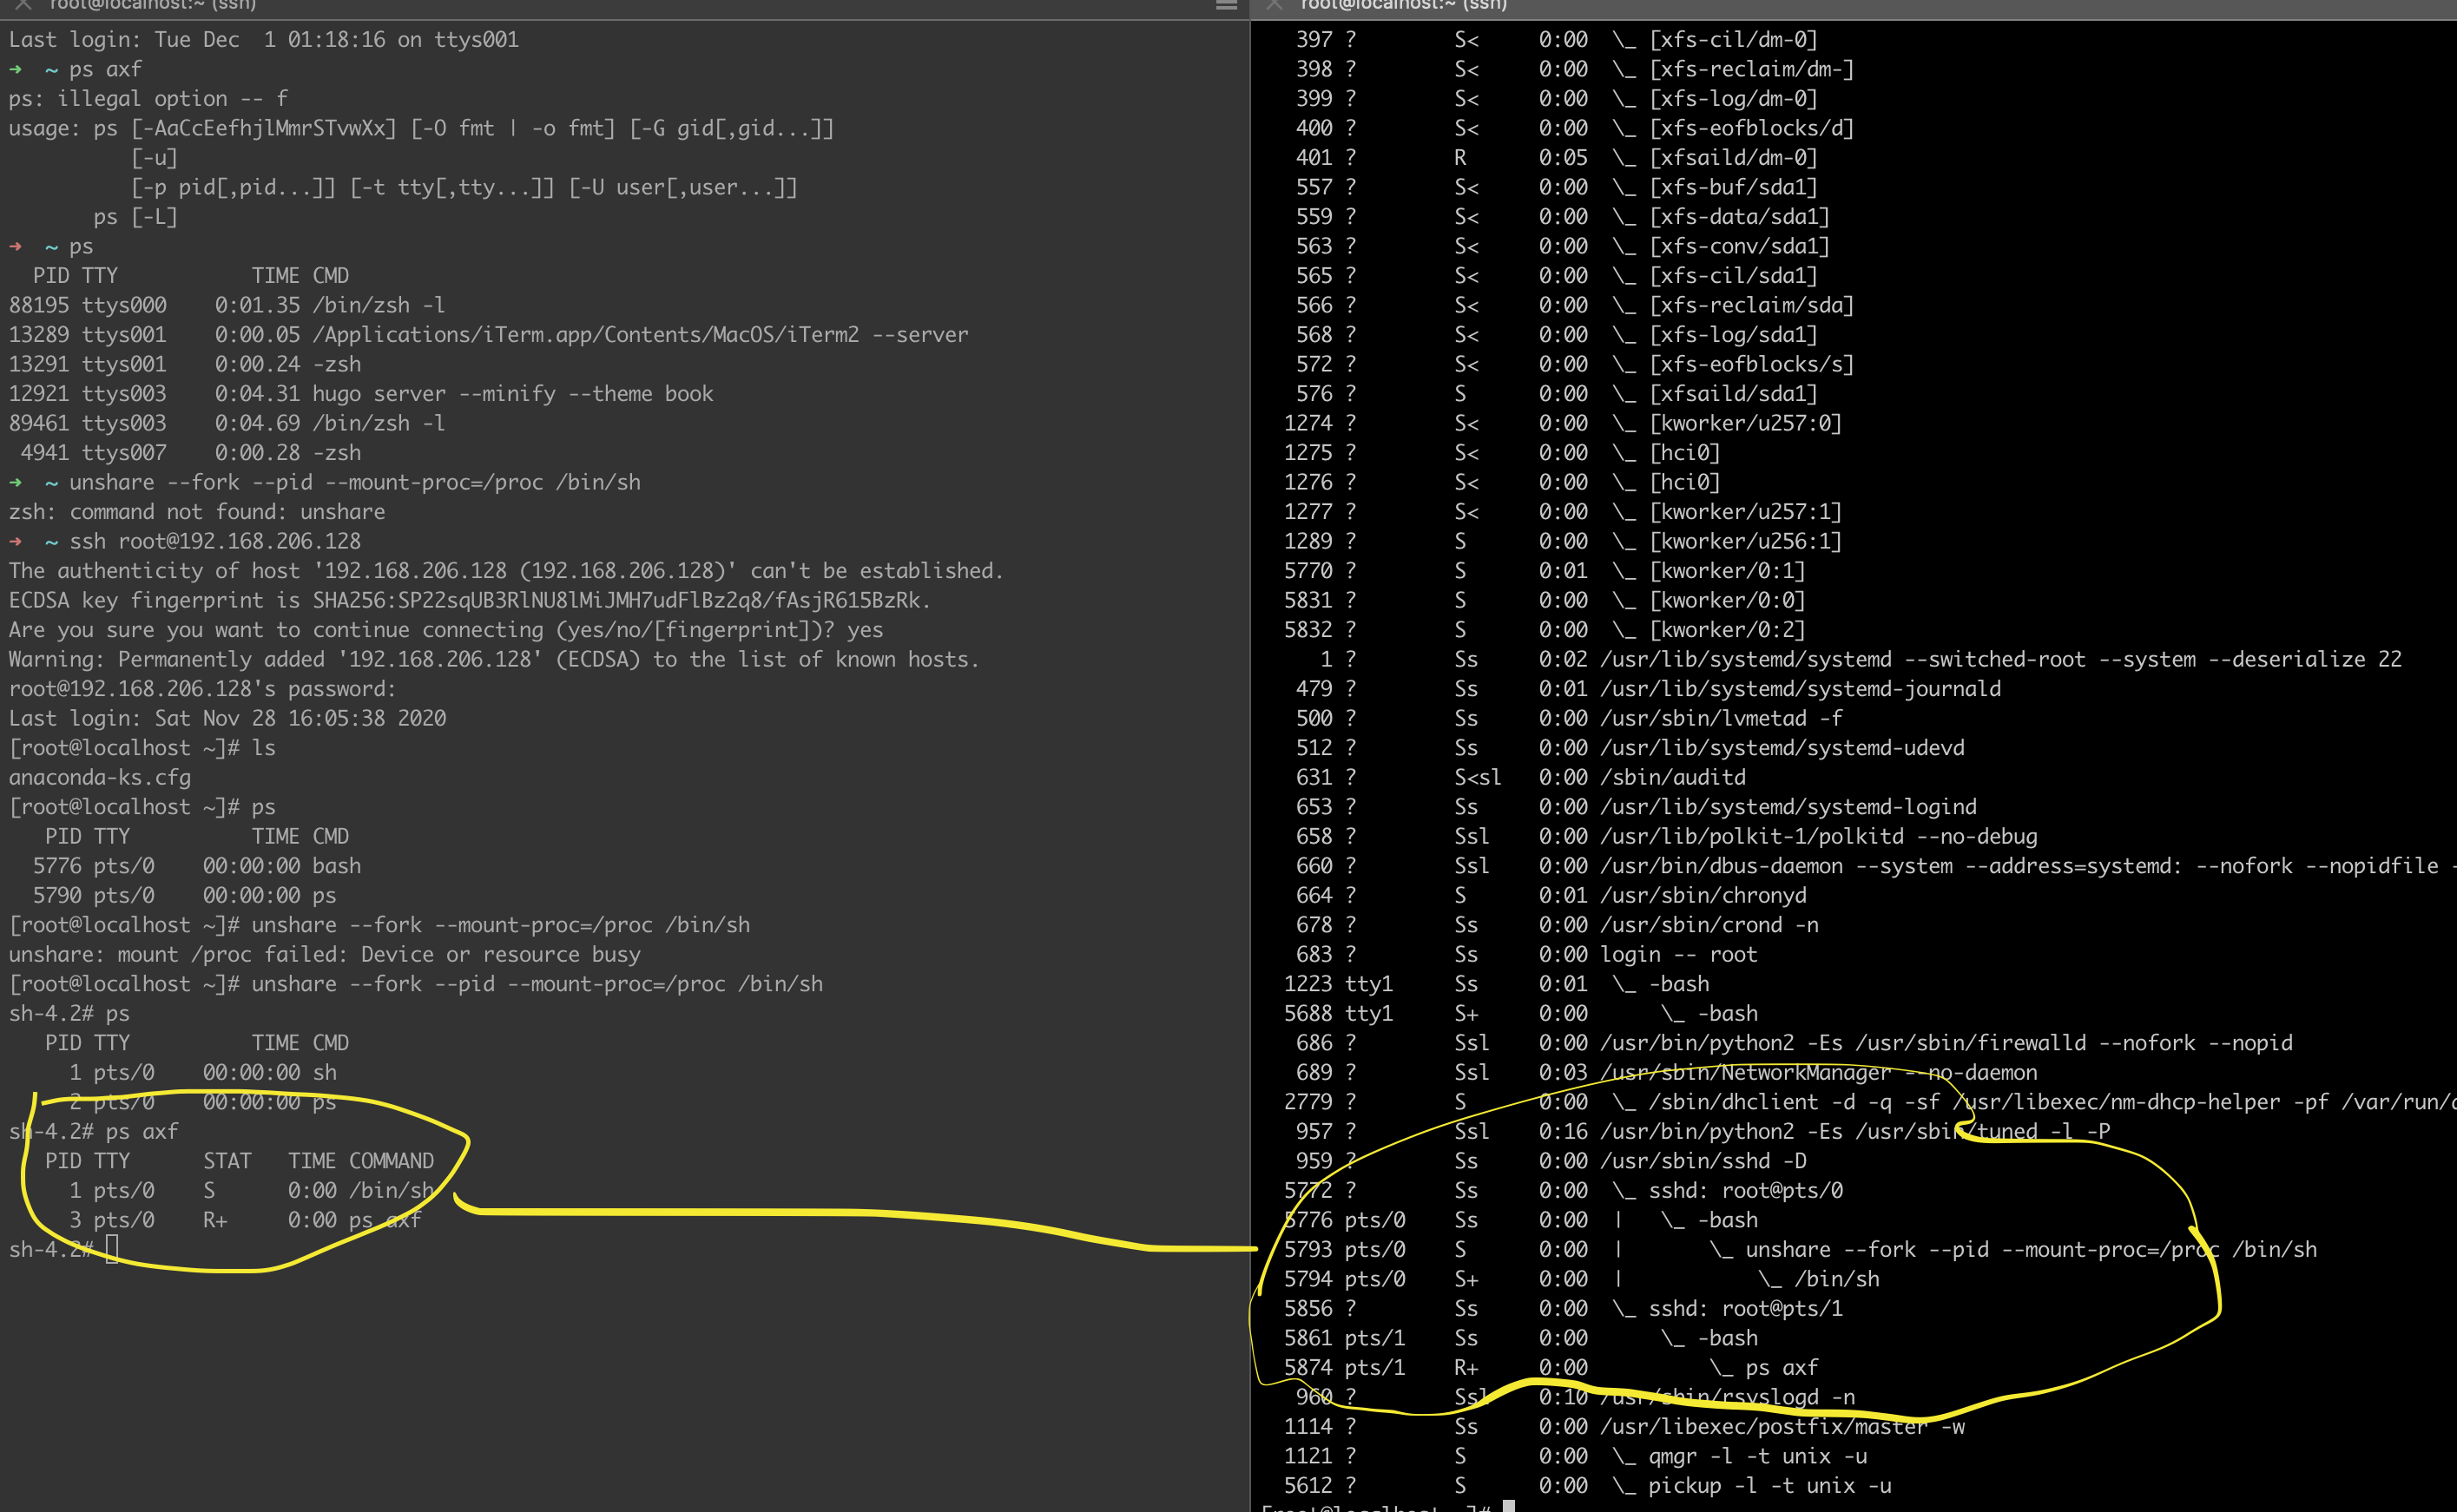 root@localhost:~ (ssh)
Last login: Tue Dec  1 01:18:16 on ttys001
➜  ~ ps axf
ps: illegal option -- f
usage: ps [-AaCcEefhjlMmrSTvwXx] [-O fmt | -o fmt] [-G gid[,gid...]]
          [-u]
          [-p pid[,pid...]] [-t tty[,tty...]] [-U user[,user...]]
       ps [-L]
➜  ~ ps
  PID TTY           TIME CMD
88195 ttys000    0:01.35 /bin/zsh -l
13289 ttys001    0:00.05 /Applications/iTerm.app/Contents/MacOS/iTerm2 --server
13291 ttys001    0:00.24 -zsh
12921 ttys003    0:04.31 hugo server --minify --theme book
89461 ttys003    0:04.69 /bin/zsh -l
 4941 ttys007    0:00.28 -zsh
➜  ~ unshare --fork --pid --mount-proc=/proc /bin/sh
zsh: command not found: unshare
➜  ~ ssh root@192.168.206.128
The authenticity of host '192.168.206.128 (192.168.206.128)' can't be established.
ECDSA key fingerprint is SHA256:SP22sqUB3RlNU8lMiJMH7udFlBz2q8/fAsjR615BzRk.
Are you sure you want to continue connecting (yes/no/[fingerprint])? yes
Warning: Permanently added '192.168.206.128' (ECDSA) to the list of known hosts.
root@192.168.206.128's password:
Last login: Sat Nov 28 16:05:38 2020
[root@localhost ~]# ls
anaconda-ks.cfg
[root@localhost ~]# ps
   PID TTY          TIME CMD
  5776 pts/0    00:00:00 bash
  5790 pts/0    00:00:00 ps
[root@localhost ~]# unshare --fork --mount-proc=/proc /bin/sh
unshare: mount /proc failed: Device or resource busy
[root@localhost ~]# unshare --fork --pid --mount-proc=/proc /bin/sh
sh-4.2# ps
   PID TTY          TIME CMD
     1 pts/0    00:00:00 sh
     2 pts/0    00:00:00 ps
sh-4.2# ps axf
   PID TTY      STAT   TIME COMMAND
     1 pts/0    S      0:00 /bin/sh
     3 pts/0    R+     0:00 ps axf
sh-4.2#
root@localhost:~ (ssh)
   397 ?        S<     0:00  \_ [xfs-cil/dm-0]
   398 ?        S<     0:00  \_ [xfs-reclaim/dm-]
   399 ?        S<     0:00  \_ [xfs-log/dm-0]
   400 ?        S<     0:00  \_ [xfs-eofblocks/d]
   401 ?        R      0:05  \_ [xfsaild/dm-0]
   557 ?        S<     0:00  \_ [xfs-buf/sda1]
   559 ?        S<     0:00  \_ [xfs-data/sda1]
   563 ?        S<     0:00  \_ [xfs-conv/sda1]
   565 ?        S<     0:00  \_ [xfs-cil/sda1]
   566 ?        S<     0:00  \_ [xfs-reclaim/sda]
   568 ?        S<     0:00  \_ [xfs-log/sda1]
   572 ?        S<     0:00  \_ [xfs-eofblocks/s]
   576 ?        S      0:00  \_ [xfsaild/sda1]
  1274 ?        S<     0:00  \_ [kworker/u257:0]
  1275 ?        S<     0:00  \_ [hci0]
  1276 ?        S<     0:00  \_ [hci0]
  1277 ?        S<     0:00  \_ [kworker/u257:1]
  1289 ?        S      0:00  \_ [kworker/u256:1]
  5770 ?        S      0:01  \_ [kworker/0:1]
  5831 ?        S      0:00  \_ [kworker/0:0]
  5832 ?        S      0:00  \_ [kworker/0:2]
     1 ?        Ss     0:02 /usr/lib/systemd/systemd --switched-root --system --deserialize 22
   479 ?        Ss     0:01 /usr/lib/systemd/systemd-journald
   500 ?        Ss     0:00 /usr/sbin/lvmetad -f
   512 ?        Ss     0:00 /usr/lib/systemd/systemd-udevd
   631 ?        S<sl   0:00 /sbin/auditd
   653 ?        Ss     0:00 /usr/lib/systemd/systemd-logind
   658 ?        Ssl    0:00 /usr/lib/polkit-1/polkitd --no-debug
   660 ?        Ssl    0:00 /usr/bin/dbus-daemon --system --address=systemd: --nofork --nopidfile -
   664 ?        S      0:01 /usr/sbin/chronyd
   678 ?        Ss     0:00 /usr/sbin/crond -n
   683 ?        Ss     0:00 login -- root
  1223 tty1     Ss     0:01  \_ -bash
  5688 tty1     S+     0:00      \_ -bash
   686 ?        Ssl    0:00 /usr/bin/python2 -Es /usr/sbin/firewalld --nofork --nopid
   689 ?        Ssl    0:03 /usr/sbin/NetworkManager --no-daemon
  2779 ?        S      0:00  \_ /sbin/dhclient -d -q -sf /usr/libexec/nm-dhcp-helper -pf /var/run/
   957 ?        Ssl    0:16 /usr/bin/python2 -Es /usr/sbin/tuned -l -P
   959 ?        Ss     0:00 /usr/sbin/sshd -D
  5772 ?        Ss     0:00  \_ sshd: root@pts/0
  5776 pts/0    Ss     0:00  |   \_ -bash
  5793 pts/0    S      0:00  |       \_ unshare --fork --pid --mount-proc=/proc /bin/sh
  5794 pts/0    S+     0:00  |           \_ /bin/sh
  5856 ?        Ss     0:00  \_ sshd: root@pts/1
  5861 pts/1    Ss     0:00      \_ -bash
  5874 pts/1    R+     0:00          \_ ps axf
   960 ?        Ssl    0:10 /usr/sbin/rsyslogd -n
  1114 ?        Ss     0:00 /usr/libexec/postfix/master -w
  1121 ?        S      0:00  \_ qmgr -l -t unix -u
  5612 ?        S      0:00  \_ pickup -l -t unix -u
[root@localhost ~]#